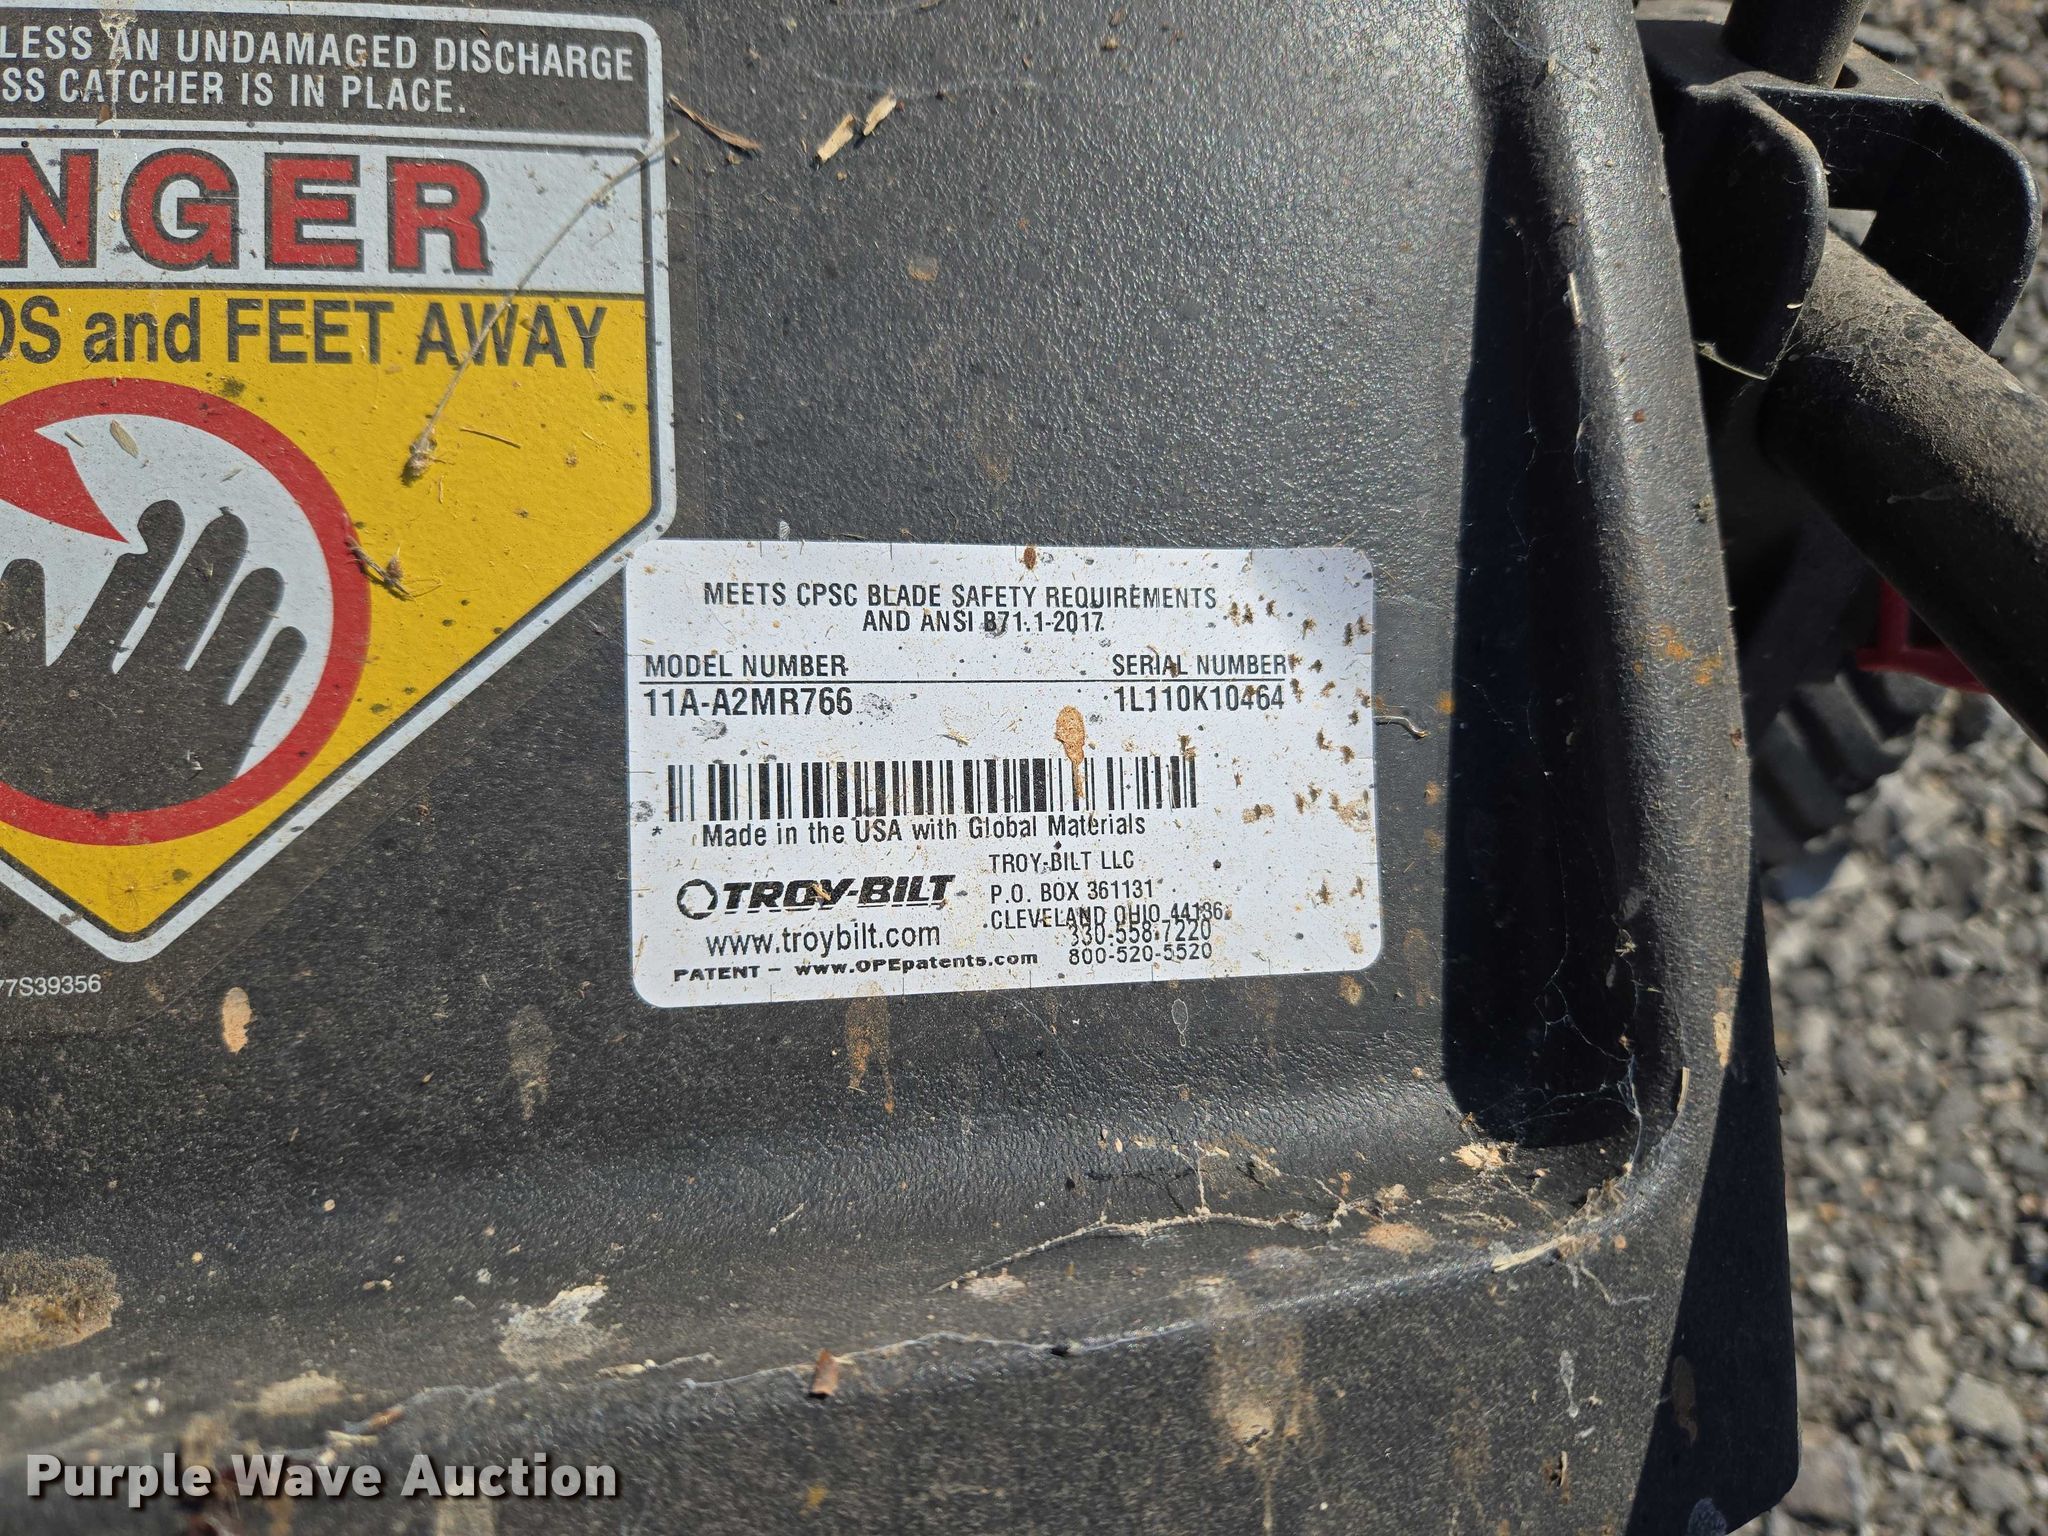 LESS AN UNDAMAGED DISCHARGE
SS CATCHER IS IN PLACE.
NGER
DS and FEET AWAY
77S39356
MEETS CPSC BLADE SAFETY REQUIREMENTS
AND ANSI B71.1-2017
MODEL NUMBER SERIAL NUMBER
11A-A2MR766 1L110K10464
* Made in the USA with Global Materials
TROY-BILT
www.troybilt.com
PATENT - www.OPEpatents.com
TROY-BILT LLC
P.O. BOX 361131
CLEVELAND OHIO 44136
330-558-7220
800-520-5520
Purple Wave Auction